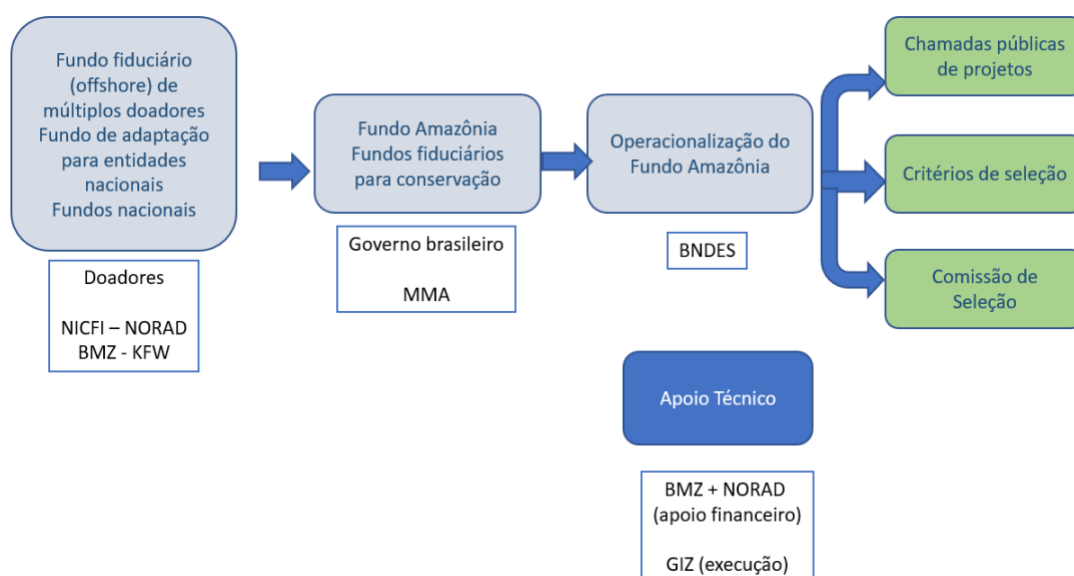 Fundo fiduciário
(offshore) de
múltiplos doadores
Fundo de adaptação
para entidades
nacionais
Fundos nacionais
Doadores
NICFI – NORAD
BMZ - KFW
Fundo Amazônia
Fundos fiduciários
para conservação
Governo brasileiro
MMA
Operacionalização do
Fundo Amazônia
BNDES
Chamadas públicas
de projetos
Critérios de seleção
Comissão de
Seleção
Apoio Técnico
BMZ + NORAD
(apoio financeiro)
GIZ (execução)